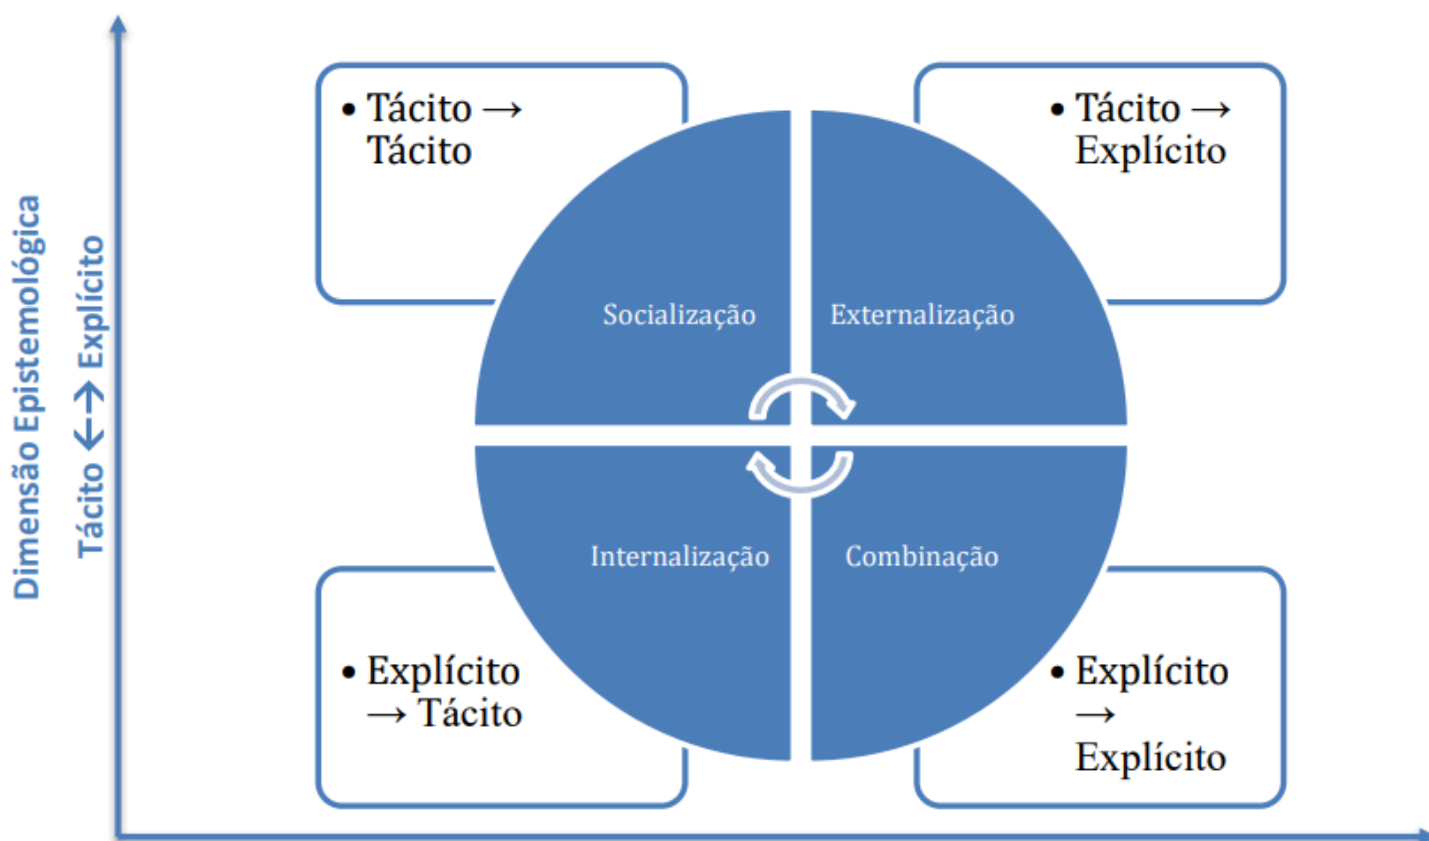 Dimensão Epistemológica
Tácito ←→ Explícito
• Tácito →
Tácito
• Tácito →
Explícito
Socialização
Externalização
Internalização
Combinação
• Explícito
→ Tácito
• Explícito
→
Explícito